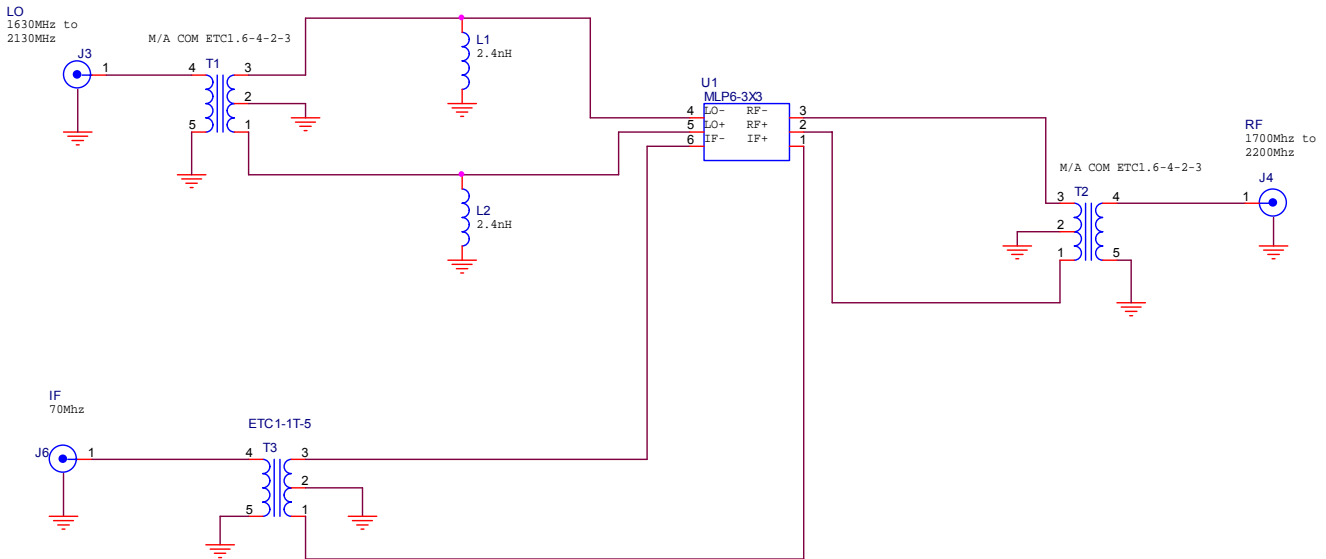 LO
1630MHz to
2130MHz
J3
1
M/A COM ETC1.6-4-2-3
T1
4
3
2
5
1
L1
2.4nH
L2
2.4nH
U1
MLP6-3X3
4
LO-
RF-
3
5
LO+
RF+
2
6
IF-
IF+
1
RF
1700Mhz to
2200Mhz
J4
1
M/A COM ETC1.6-4-2-3
T2
3
4
2
1
5
IF
70Mhz
J6
1
ETC1-1T-5
T3
4
3
2
5
1